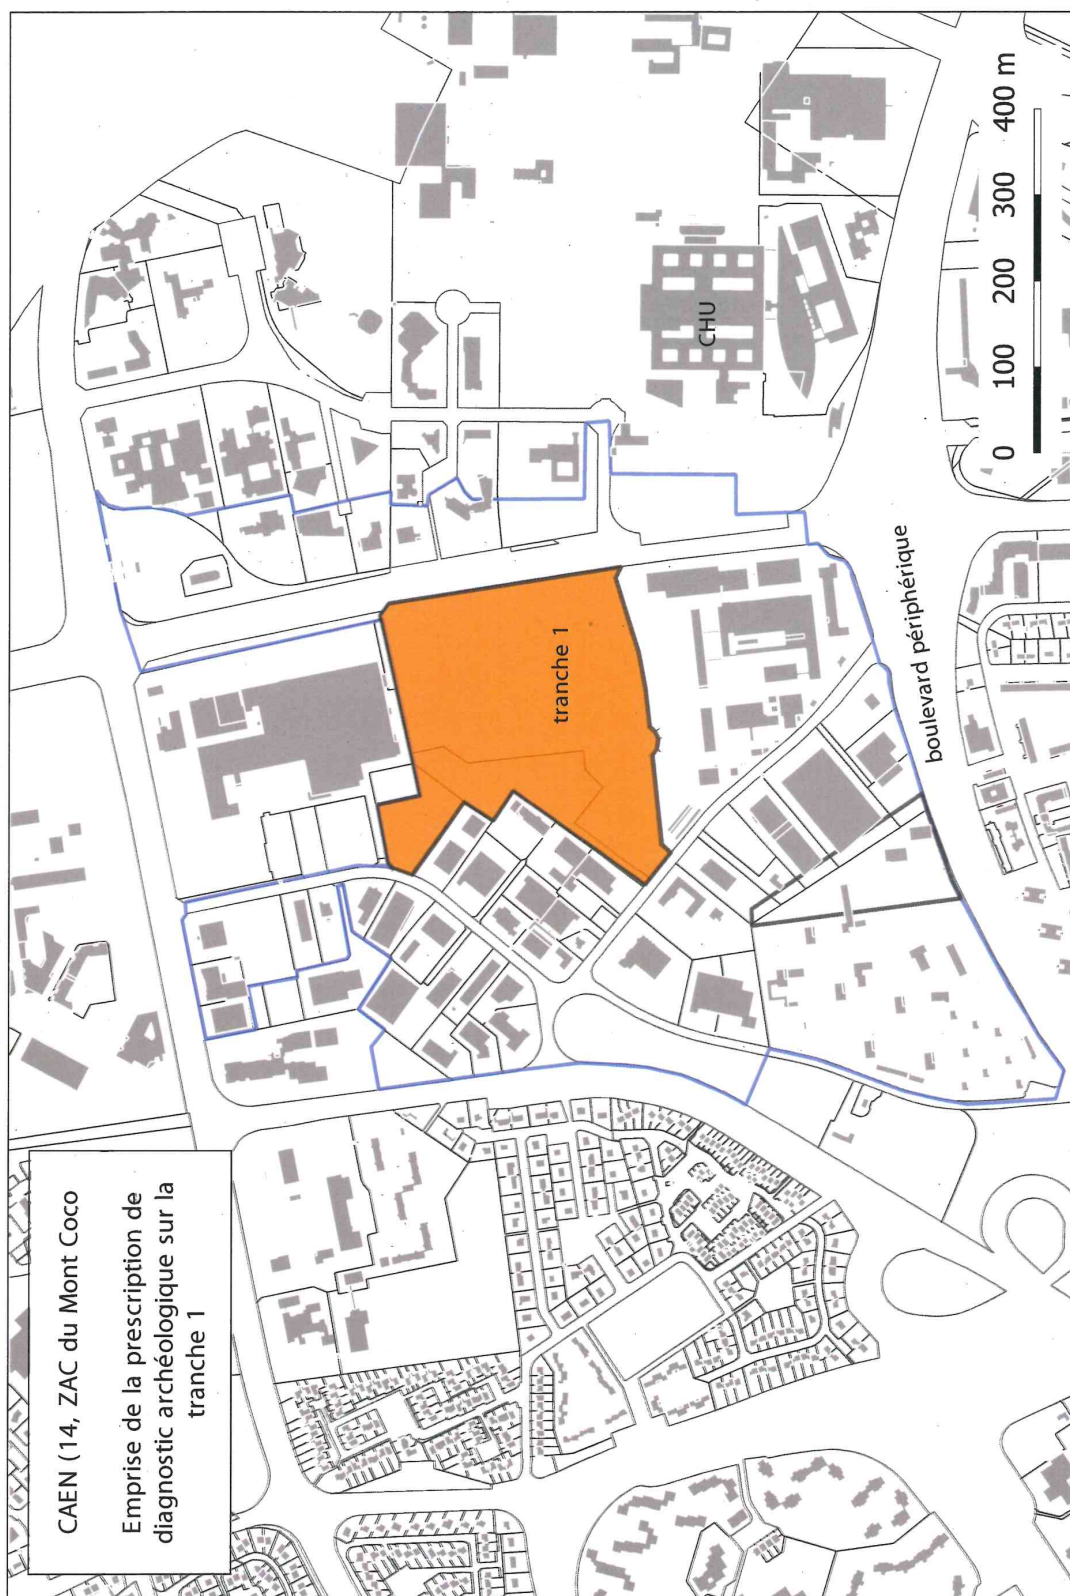 CAEN (14, ZAC du Mont Coco
Emprise de la prescription de
diagnostic archéologique sur la
tranche 1
tranche 1
CHU
boulevard périphérique
0 100 200 300 400 m